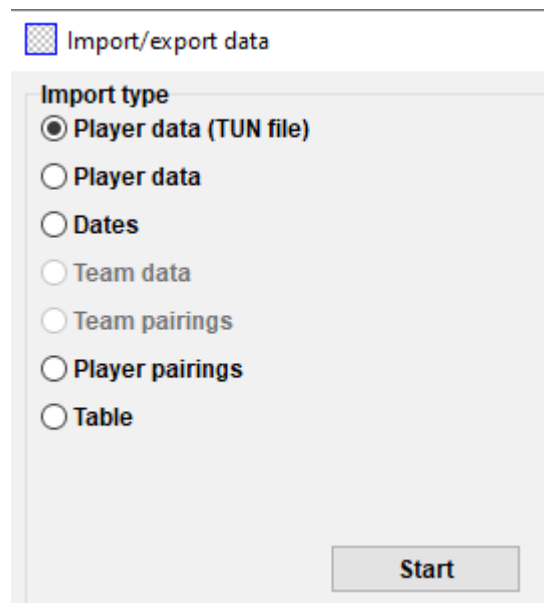 Import/export data
Import type
Player data (TUN file)
Player data
Dates
Team data
Team pairings
Player pairings
Table
Start